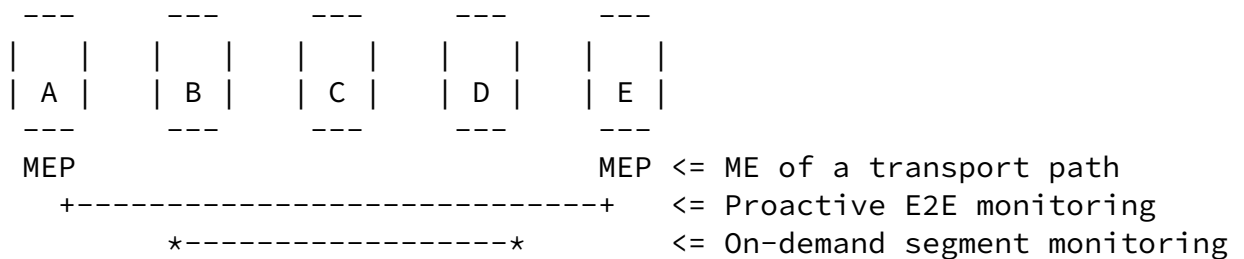 ---     ---     ---     ---     ---
|   |   |   |   |   |   |   |   |   |
| A |   | B |   | C |   | D |   | E |
 ---     ---     ---     ---     ---
 MEP                             MEP <= ME of a transport path
   +-----------------------------+   <= Proactive E2E monitoring
         *------------------*        <= On-demand segment monitoring